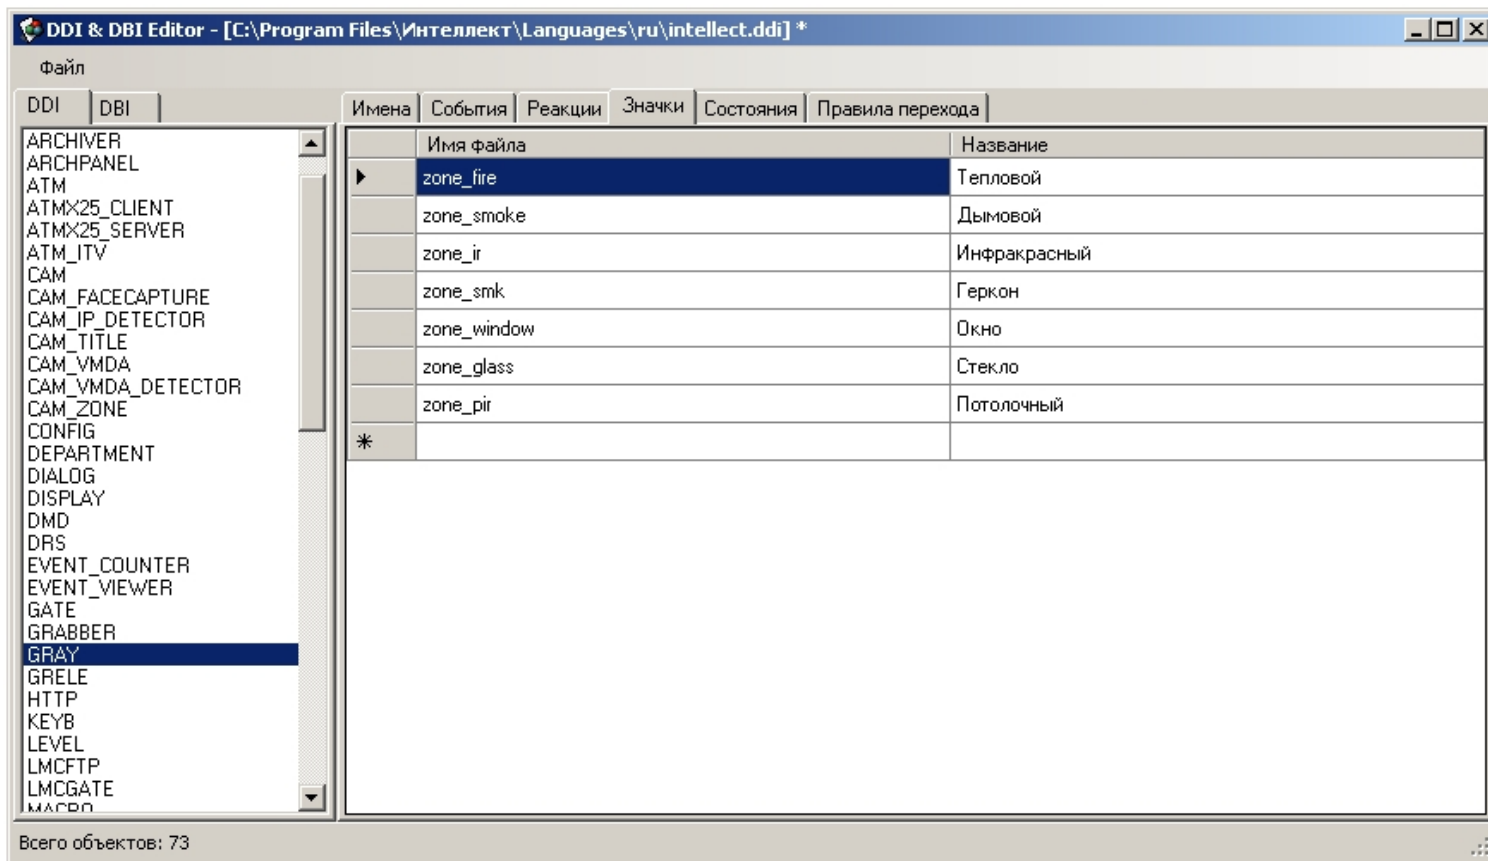 DDI & DBI Editor - [C:\Program Files\Интеллект\Languages\ru\intellect.ddi] *
Файл
DDI DBI
Имена События Реакции Значки Состояния Правила перехода
ARCHIVER
ARCHPANEL
ATM
ATMX25_CLIENT
ATMX25_SERVER
ATM_ITV
CAM
CAM_FACECAPTURE
CAM_IP_DETECTOR
CAM_TITLE
CAM_VMDA
CAM_VMDA_DETECTOR
CAM_ZONE
CONFIG
DEPARTMENT
DIALOG
DISPLAY
DMD
DRS
EVENT_COUNTER
EVENT_VIEWER
GATE
GRABBER
GRAY
GRELE
HTTP
KEYB
LEVEL
LMCFTP
LMCGATE
MACRO
Имя файла Название
zone_fire Тепловой
zone_smoke Дымовой
zone_ir Инфракрасный
zone_smk Геркон
zone_window Окно
zone_glass Стекло
zone_pir Потолочный
Всего объектов: 73